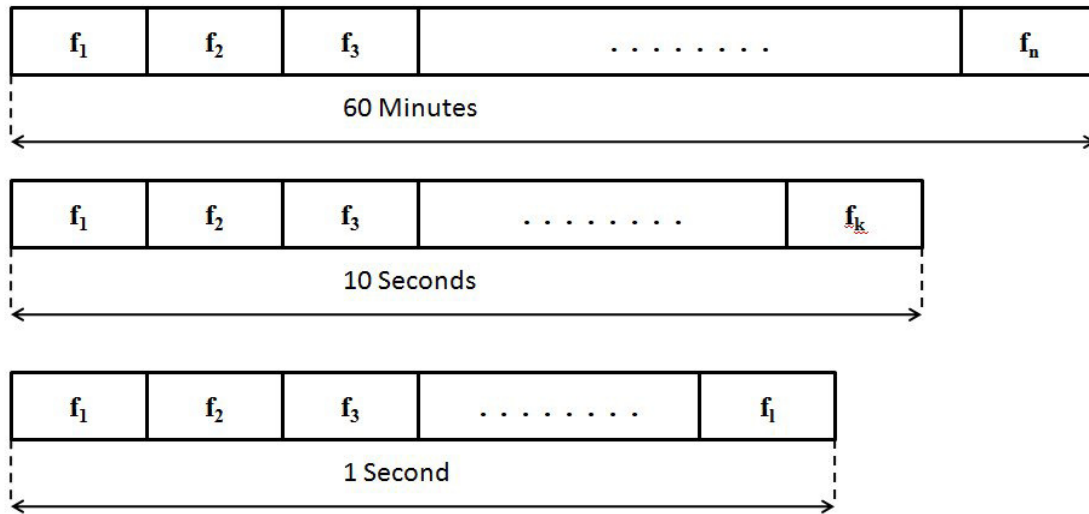 f₁ f₂ f₃ . . . . . . . . fₙ
60 Minutes
f₁ f₂ f₃ . . . . . . . . fₖ
10 Seconds
f₁ f₂ f₃ . . . . . . . . fₗ
1 Second